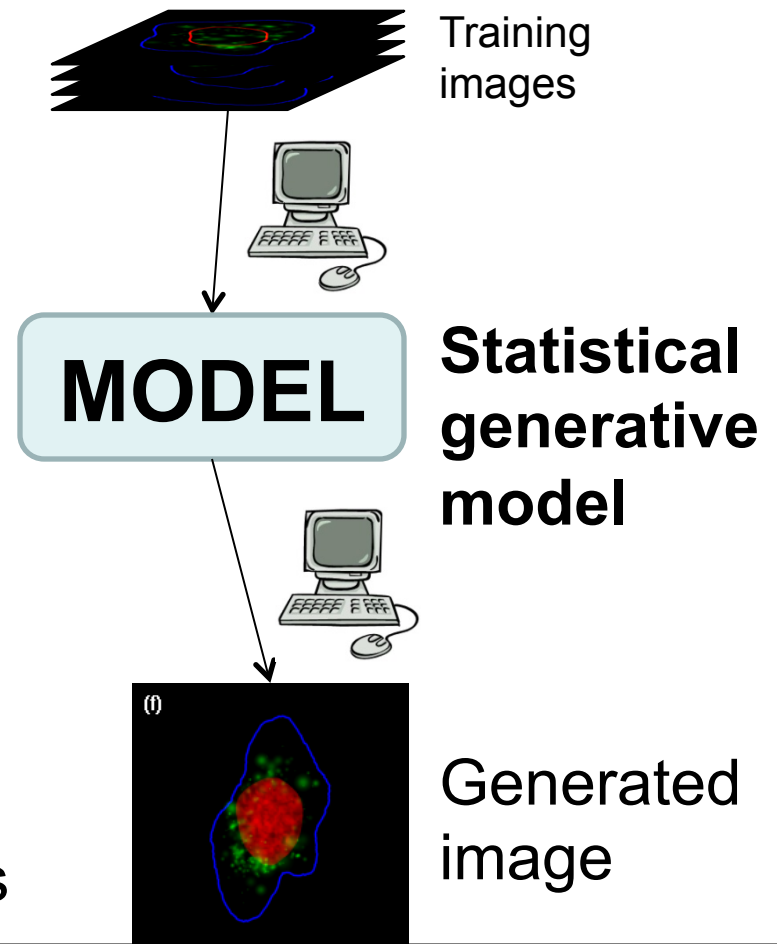 Training
images
MODEL
Statistical
generative
model
(f)
Generated
image
s